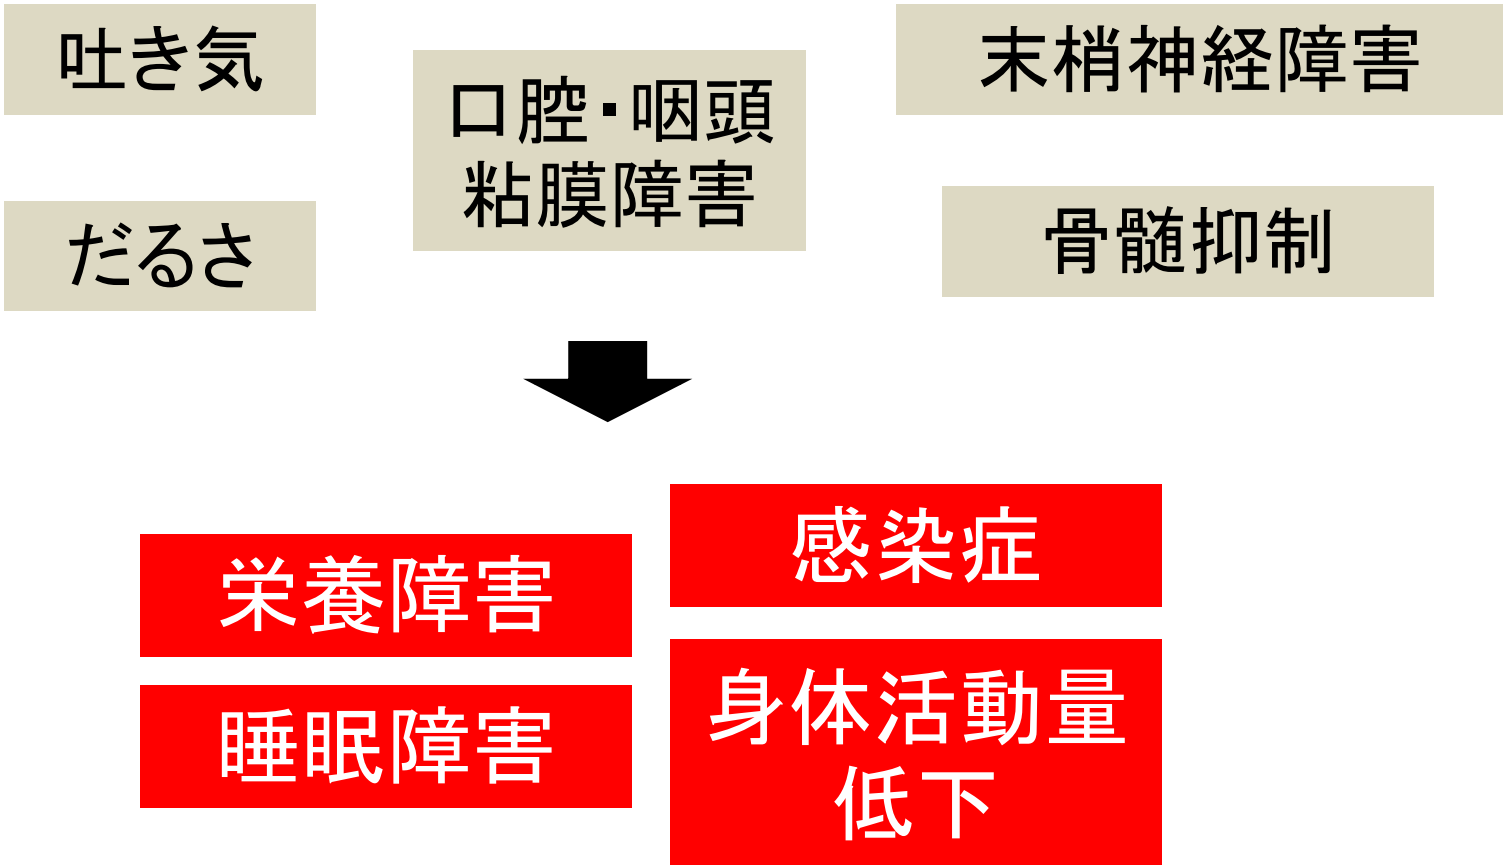 吐き気
口腔・咽頭
粘膜障害
末梢神経障害
だるさ
骨髄抑制
栄養障害
感染症
睡眠障害
身体活動量
低下